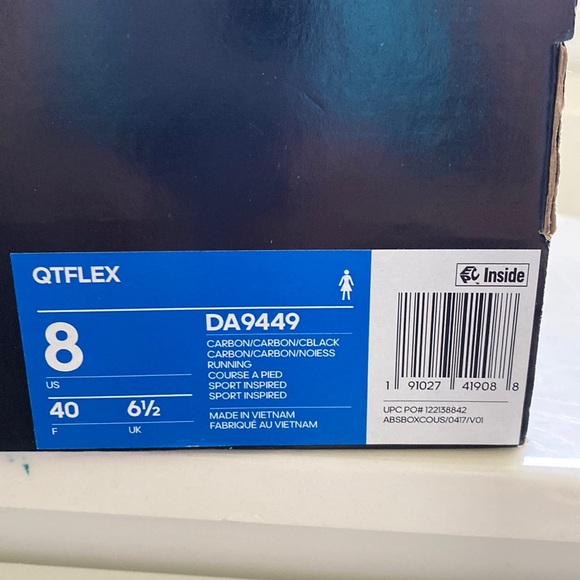 QTFLEX
8
US
40
F
6½
UK
DA9449
CARBON/CARBON/CBLACK
CARBON/CARBON/NOIESS
RUNNING
COURSE A PIED
SPORT INSPIRED
SPORT INSPIRED
MADE IN VIETNAM
FABRIQUÉ AU VIETNAM
Inside
1 91027 41908 8
UPC PO# 122138842
ABSBOXCOUS/0417/V01